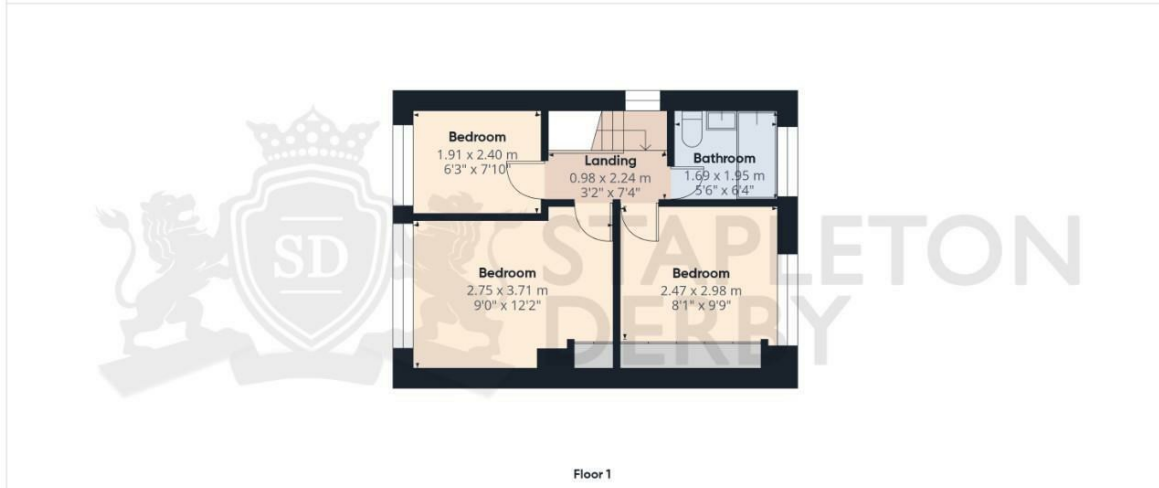 Bedroom
1.91 x 2.40 m
6'3" x 7'10"
Landing
0.98 x 2.24 m
3'2" x 7'4"
Bathroom
1.69 x 1.95 m
5'6" x 6'4"
Bedroom
2.75 x 3.71 m
9'0" x 12'2"
Bedroom
2.47 x 2.98 m
8'1" x 9'9"
SD
STAPLETON
DERBY
Floor 1